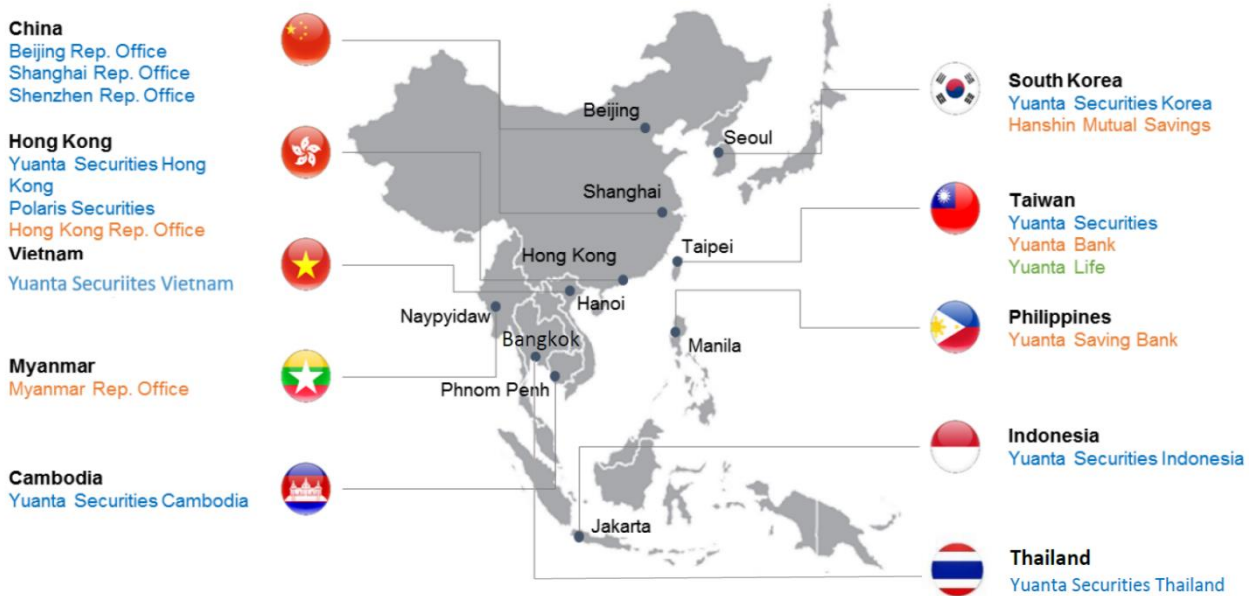 China
Beijing Rep. Office
Shanghai Rep. Office
Shenzhen Rep. Office
Hong Kong
Yuanta Securities Hong
Kong
Polaris Securities
Hong Kong Rep. Office
Vietnam
Yuanta Securiites Vietnam
Myanmar
Myanmar Rep. Office
Cambodia
Yuanta Securities Cambodia
Beijing
Seoul
Shanghai
Taipei
Hong Kong
Hanoi
Naypyidaw
Bangkok
Manila
Phnom Penh
Jakarta
South Korea
Yuanta Securities Korea
Hanshin Mutual Savings
Taiwan
Yuanta Securities
Yuanta Bank
Yuanta Life
Philippines
Yuanta Saving Bank
Indonesia
Yuanta Securities Indonesia
Thailand
Yuanta Securities Thailand